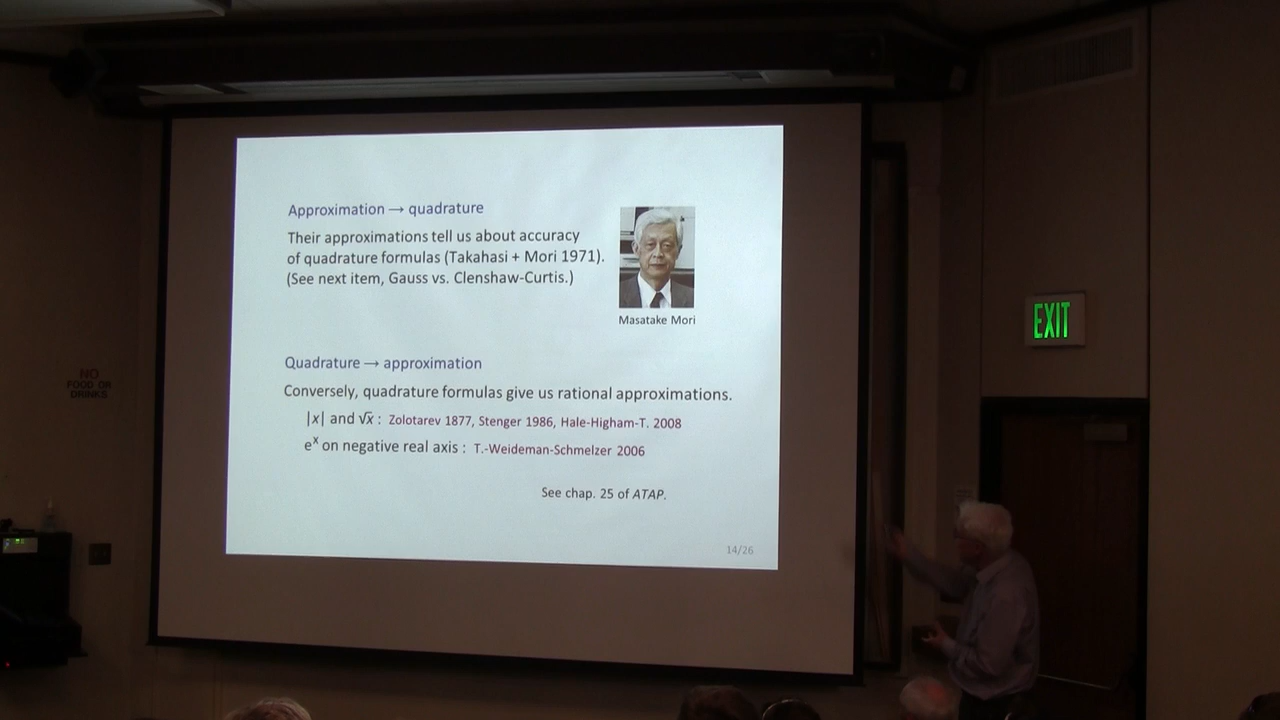 Approximation → quadrature
Their approximations tell us about accuracy
of quadrature formulas (Takahasi + Mori 1971).
(See next item, Gauss vs. Clenshaw-Curtis.)
Masatake Mori
Quadrature → approximation
Conversely, quadrature formulas give us rational approximations.
|x| and √x : Zolotarev 1877, Stenger 1986, Hale-Higham-T. 2008
eˣ on negative real axis : T.-Weideman-Schmelzer 2006
See chap. 25 of ATAP.
14/26
EXIT
NO
FOOD OR
DRINKS